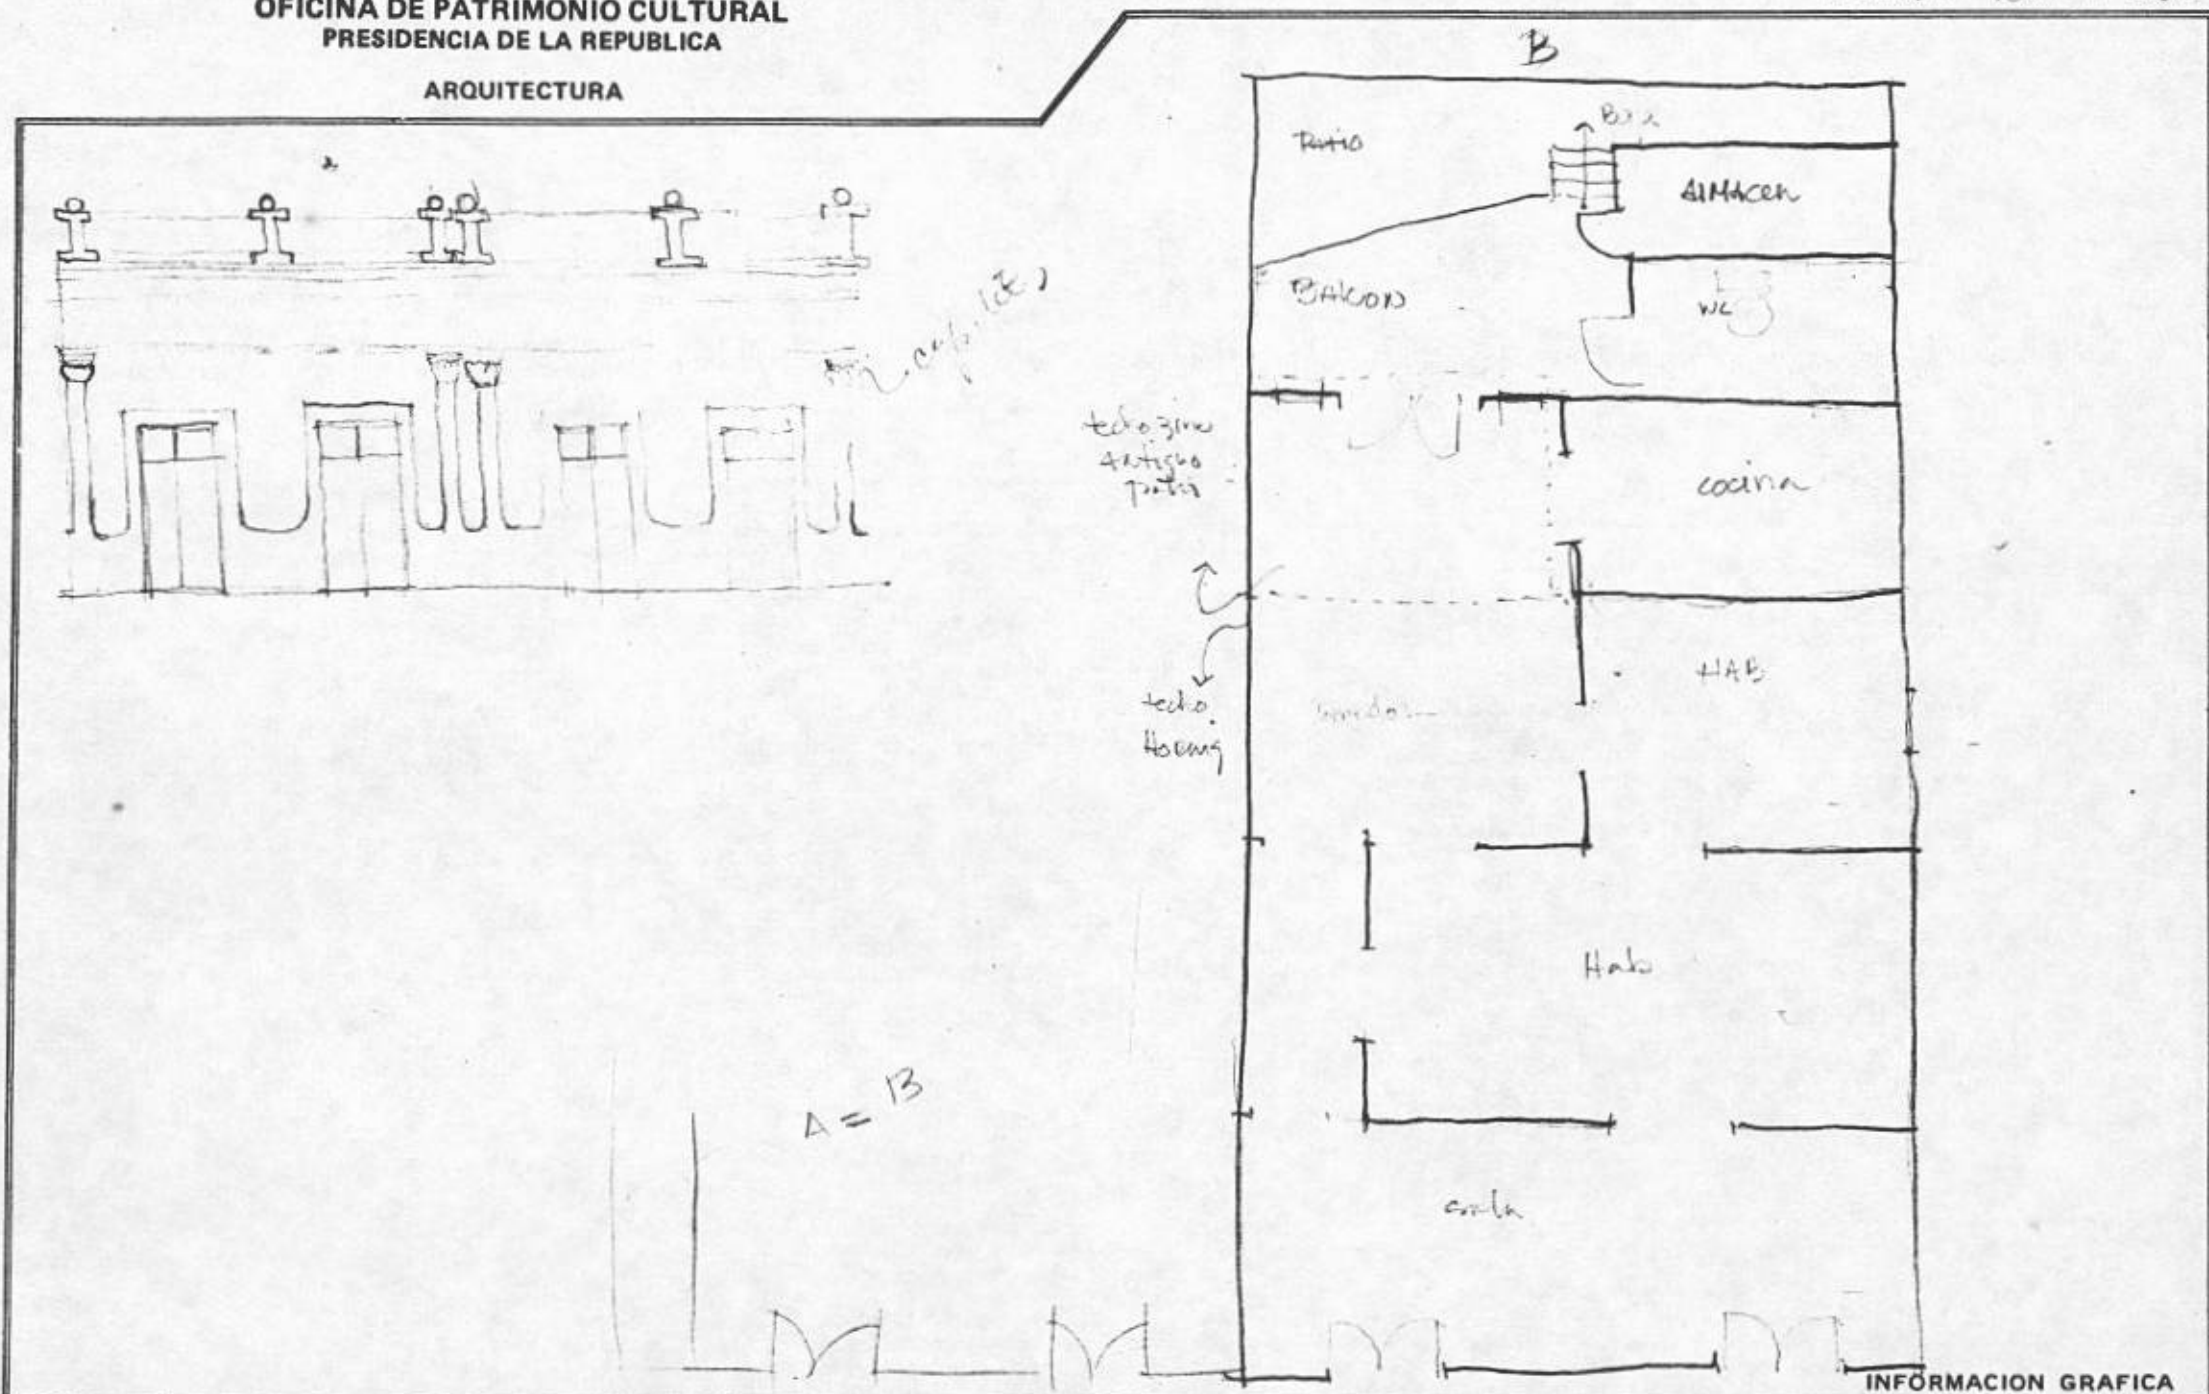 OFICINA DE PATRIMONIO CULTURAL
PRESIDENCIA DE LA REPUBLICA
ARQUITECTURA
B
Patio
ALMACEN
BALCON
WC
techo zinc
Antiguo
patio
cocina
HAB
techo
Hab
A = B
sala
INFORMACION GRAFICA